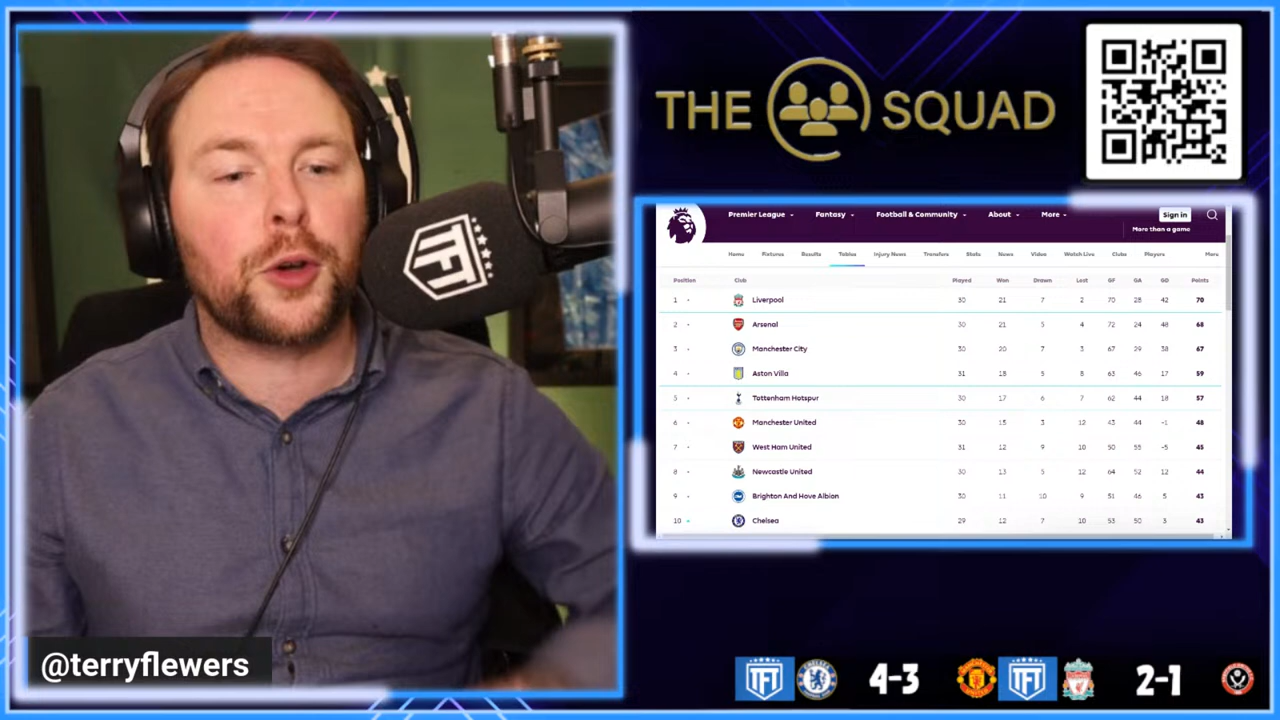 THE SQUAD
TFT
Premier League Fantasy Football & Community About More Sign in
More than a game
Home Fixtures Results Tables Injury News Transfers Stats News Video Watch Live Clubs Players More
Position Club Played Won Drawn Lost GF GA GD Points
1 Liverpool 30 21 7 2 70 28 42 70
2 Arsenal 30 21 5 4 72 24 48 68
3 Manchester City 30 20 7 3 67 29 38 67
4 Aston Villa 31 18 5 8 63 46 17 59
5 Tottenham Hotspur 30 17 6 7 62 44 18 57
6 Manchester United 30 15 3 12 43 44 -1 48
7 West Ham United 31 12 9 10 50 55 -5 45
8 Newcastle United 30 13 5 12 64 52 12 44
9 Brighton And Hove Albion 30 11 10 9 51 46 5 43
10 Chelsea 29 12 7 10 53 50 3 43
@terryflewers
TFT 4-3 TFT 2-1